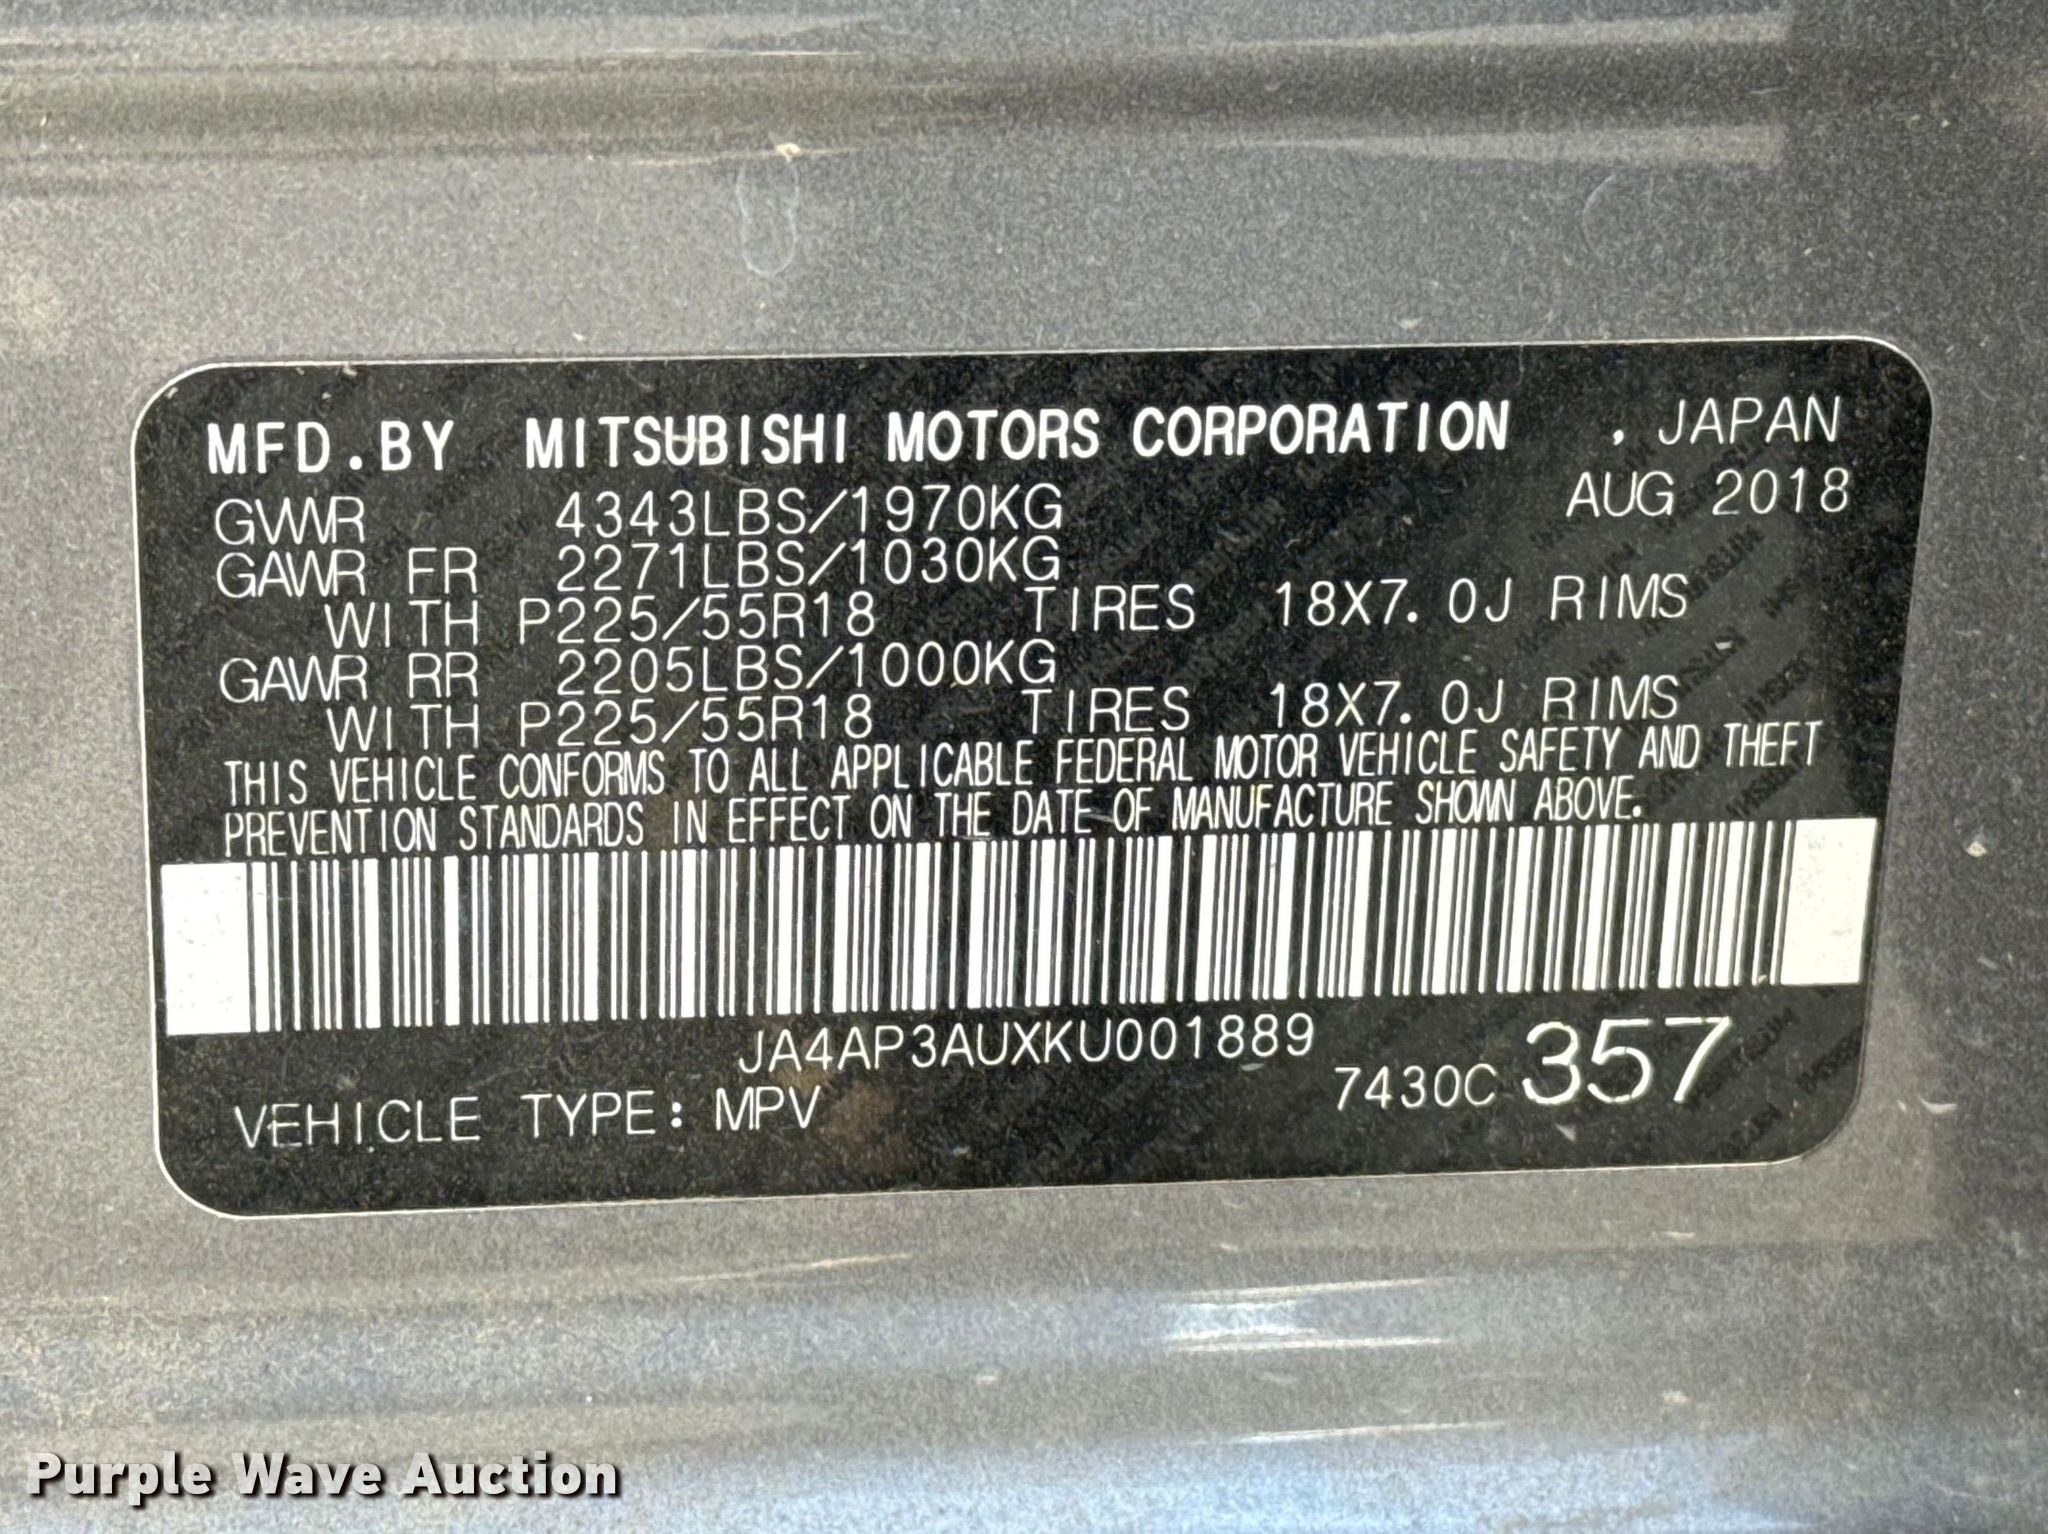 MFD.BY MITSUBISHI MOTORS CORPORATION , JAPAN
GVWR 4343LBS/1970KG AUG 2018
GAWR FR 2271LBS/1030KG
WITH P225/55R18 TIRES 18X7.0J RIMS
GAWR RR 2205LBS/1000KG
WITH P225/55R18 TIRES 18X7.0J RIMS
THIS VEHICLE CONFORMS TO ALL APPLICABLE FEDERAL MOTOR VEHICLE SAFETY AND THEFT
PREVENTION STANDARDS IN EFFECT ON THE DATE OF MANUFACTURE SHOWN ABOVE.
JA4AP3AUXKU001889
VEHICLE TYPE: MPV 7430C 357
Purple Wave Auction